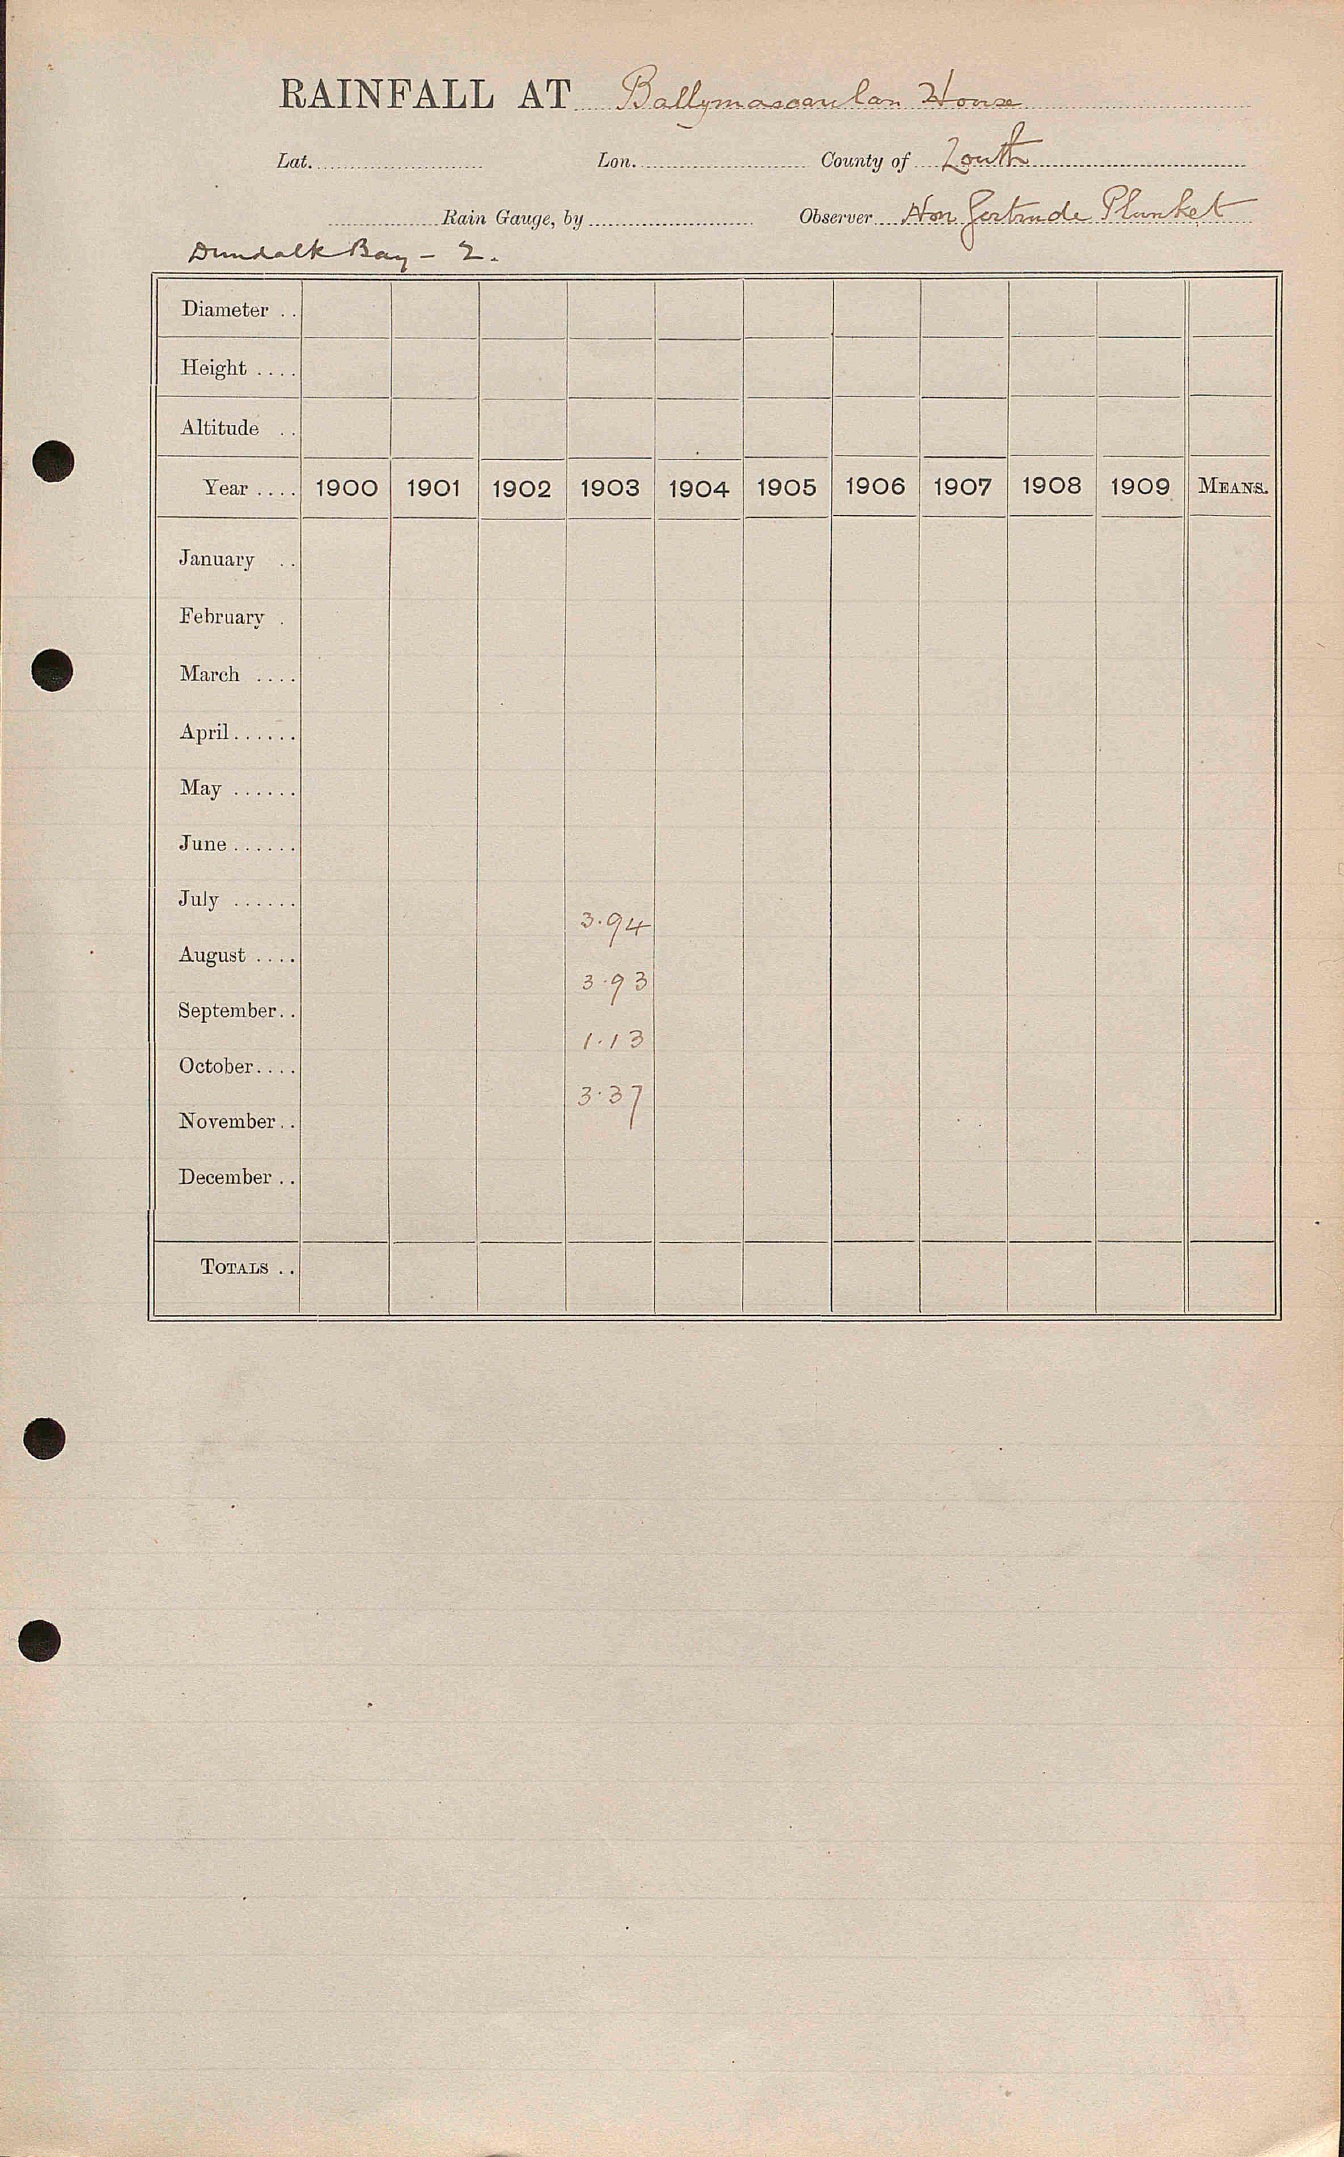 RAINFALL AT Ballymascanlan House
Lat. Lon. County of Louth
Rain Gauge, by Observer Hon Gertrude Plunket
Dundalk Bay - 2.
Diameter ..
Height ....
Altitude ..
Year .... 1900 1901 1902 1903 1904 1905 1906 1907 1908 1909 MEANS.
January ..
February .
March ....
April ......
May ......
June ......
July ......
3.94
August ....
3.93
September ..
1.13
October ....
3.37
November ..
December ..
TOTALS ..